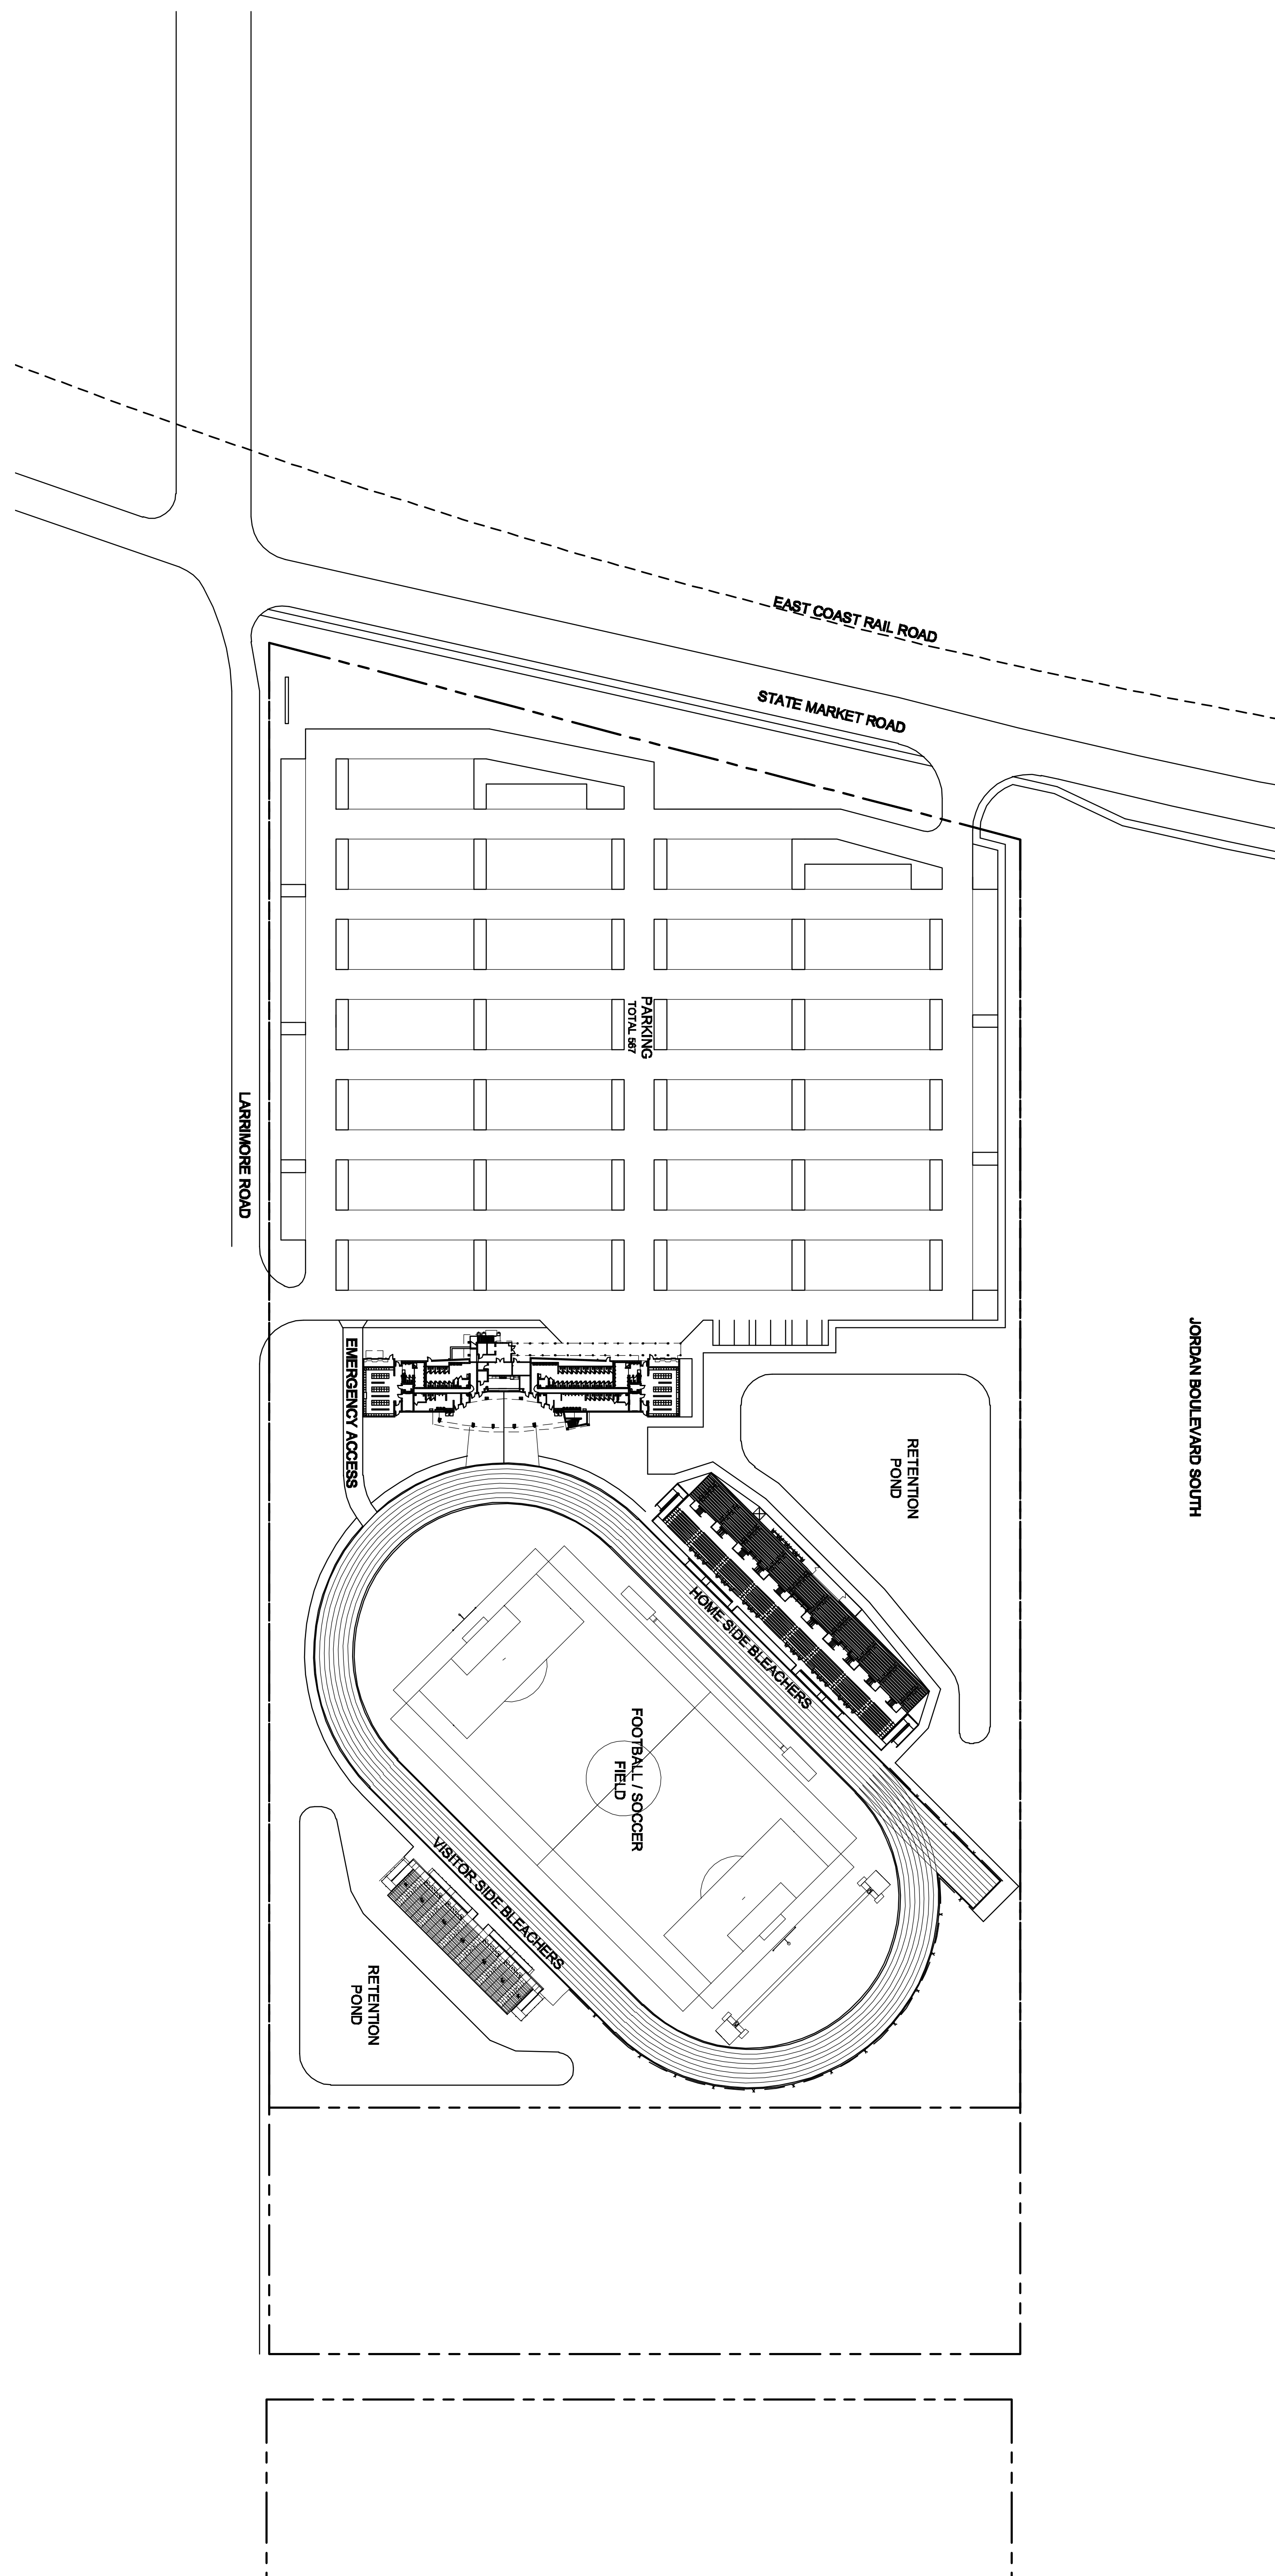 EAST COAST RAIL ROAD
STATE MARKET ROAD
PARKING
TOTAL 567
LARRIMORE ROAD
JORDAN BOULEVARD SOUTH
EMERGENCY ACCESS
RETENTION
POND
HOME SIDE BLEACHERS
FOOTBALL / SOCCER
FIELD
VISITOR SIDE BLEACHERS
RETENTION
POND